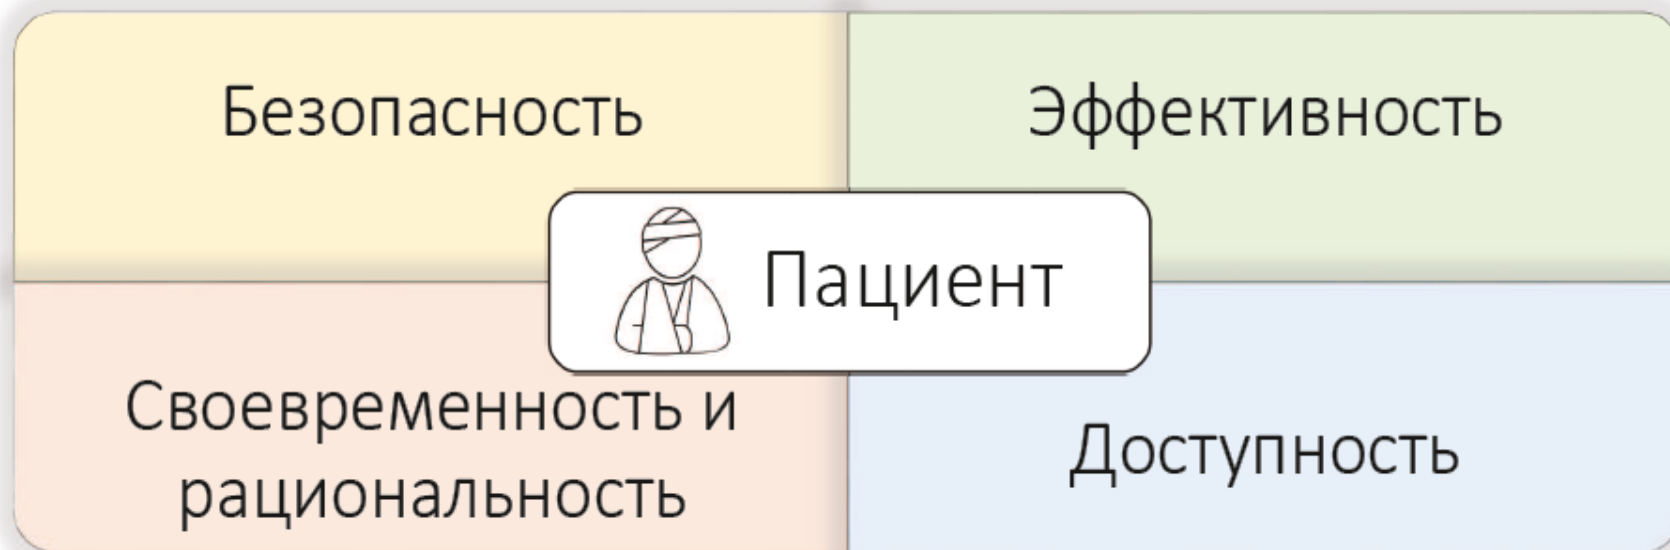 Безопасность
Эффективность
Пациент
Своевременность и
рациональность
Доступность